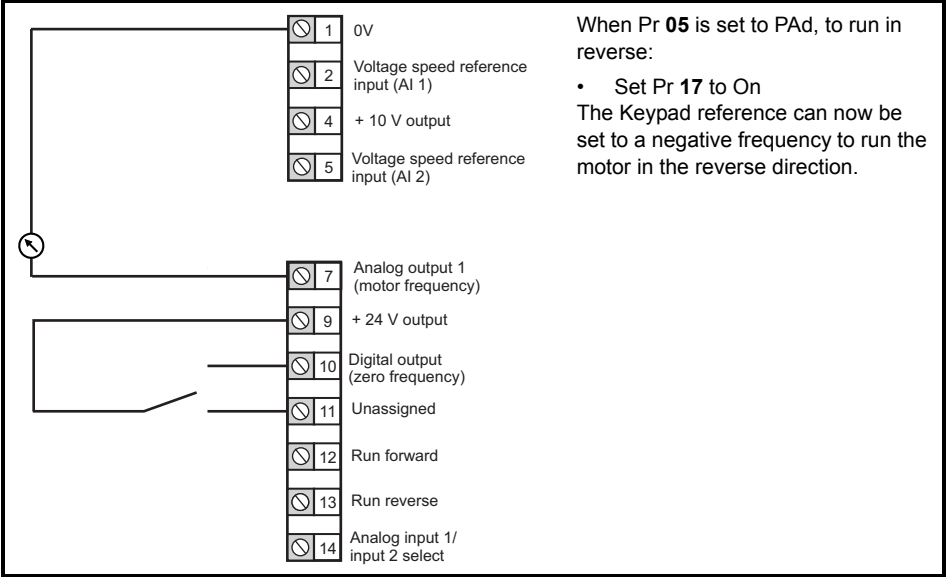 1 0V
2 Voltage speed reference
input (AI 1)
4 + 10 V output
5 Voltage speed reference
input (AI 2)
7 Analog output 1
(motor frequency)
9 + 24 V output
10 Digital output
(zero frequency)
11 Unassigned
12 Run forward
13 Run reverse
14 Analog input 1/
input 2 select
When Pr 05 is set to PAd, to run in
reverse:
• Set Pr 17 to On
The Keypad reference can now be
set to a negative frequency to run the
motor in the reverse direction.